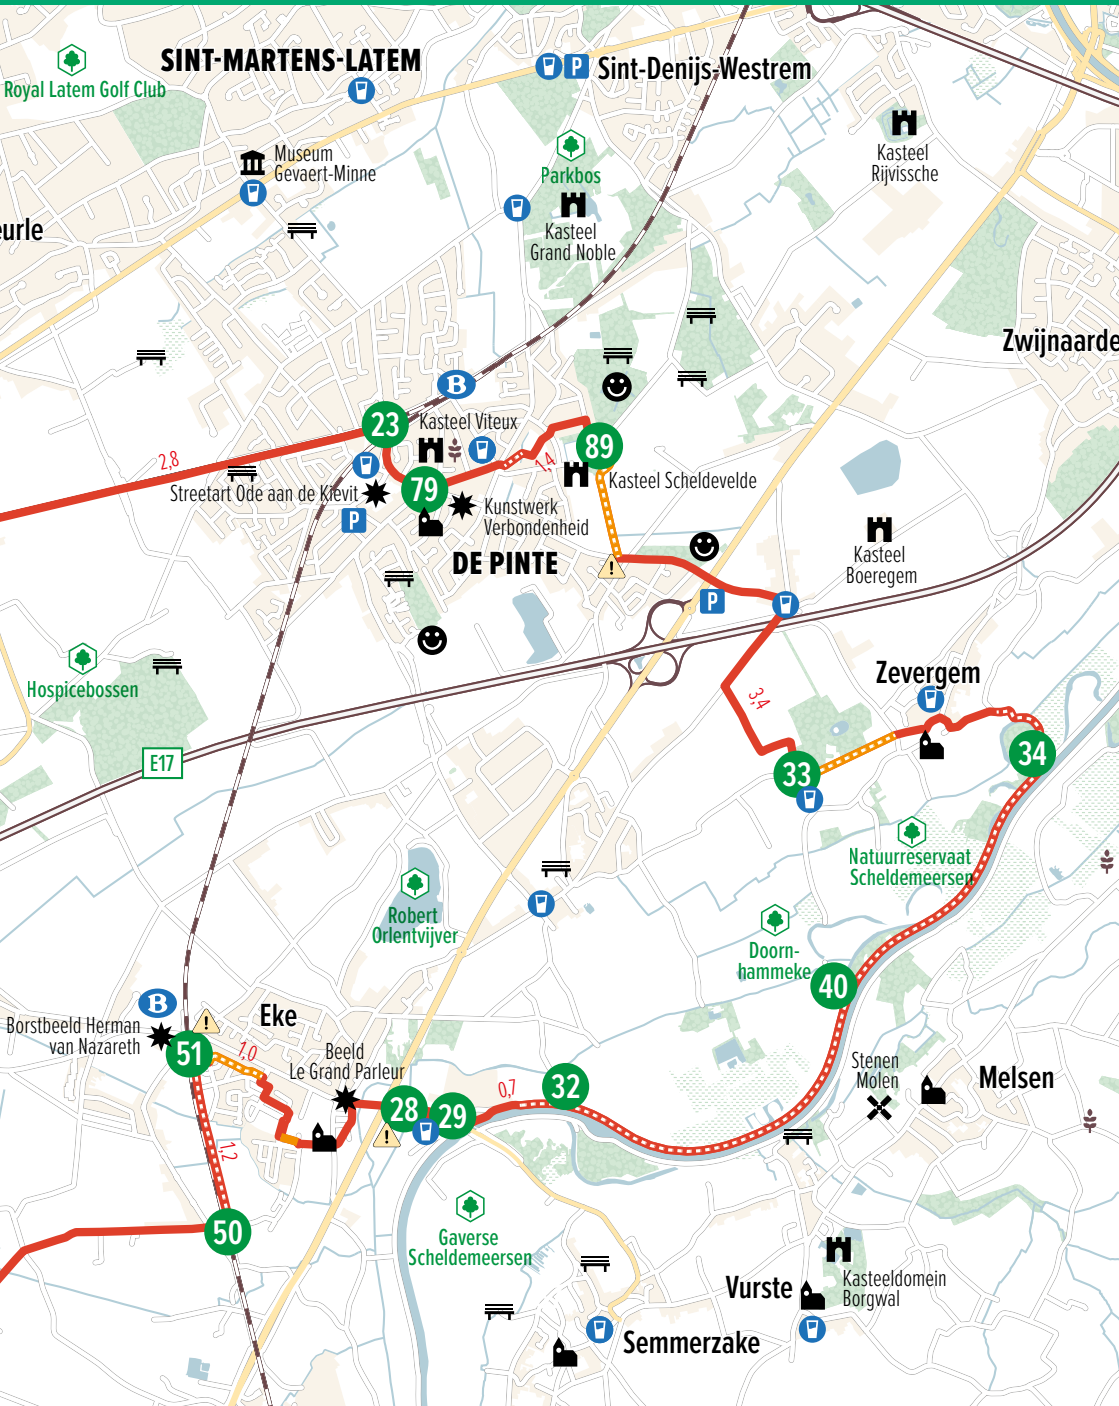 SINT-MARTENS-LATEM
Royal Latem Golf Club
P
Sint-Denijs-Westrem
Museum
Gevaert-Minne
Parkbos
Kasteel
Grand Noble
Kasteel
Rijvissche
eurle
Zwijnaarde
B
23
Kasteel Viteux
2,8
1,4
89
Kasteel Scheldevelde
79
Streetart Ode aan de Kievit
P
Kunstwerk
Verbondenheid
DE PINTE
!
Kasteel
Boeregem
P
Hospicebossen
E17
3,4
Zevergem
33
34
Natuurreservaat
Scheldemeersen
Robert
Orlentvijver
Doorn-
hammeke
40
B
Borstbeeld Herman
van Nazareth
!
51
1,0
Eke
Beeld
Le Grand Parleur
28
29
!
0,7
32
Stenen
Molen
Melsen
1,2
50
Gaverse
Scheldemeersen
Vurste
Kasteeldomein
Borgwal
Semmerzake